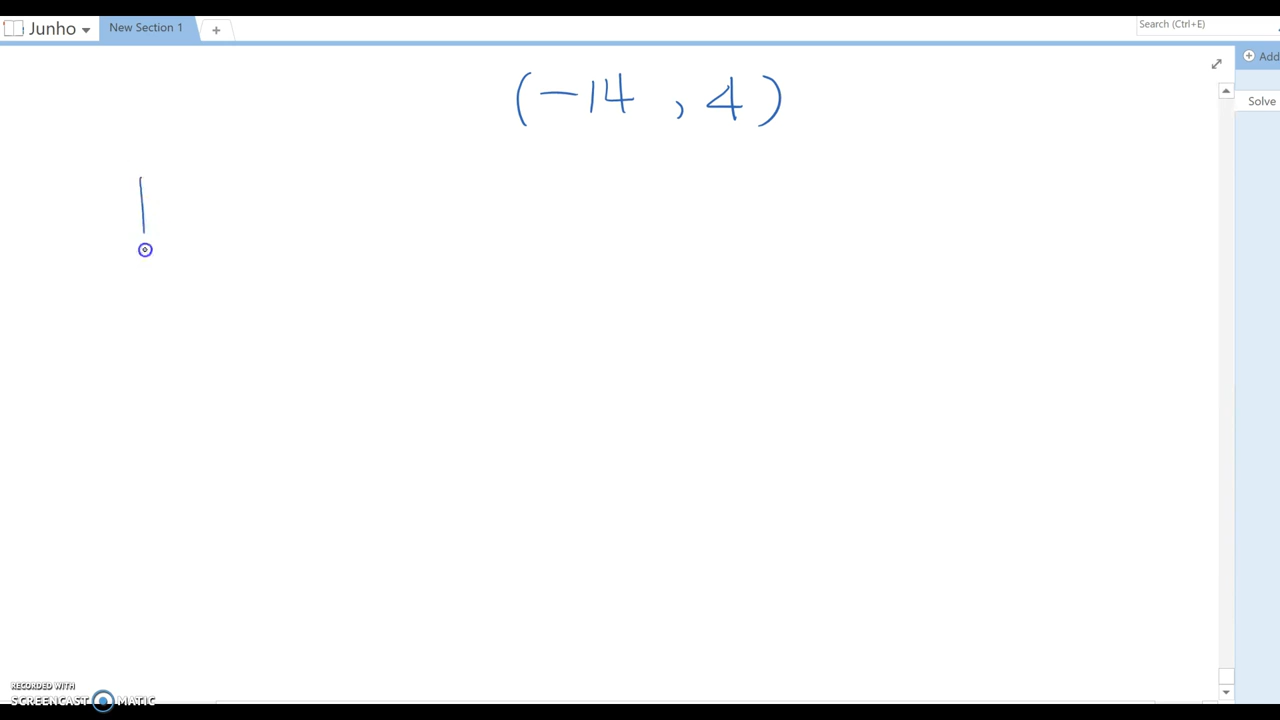 Junho
New Section 1
+
Search (Ctrl+E)
Add
Solve
(-14 , 4)
RECORDED WITH
SCREENCAST MATIC